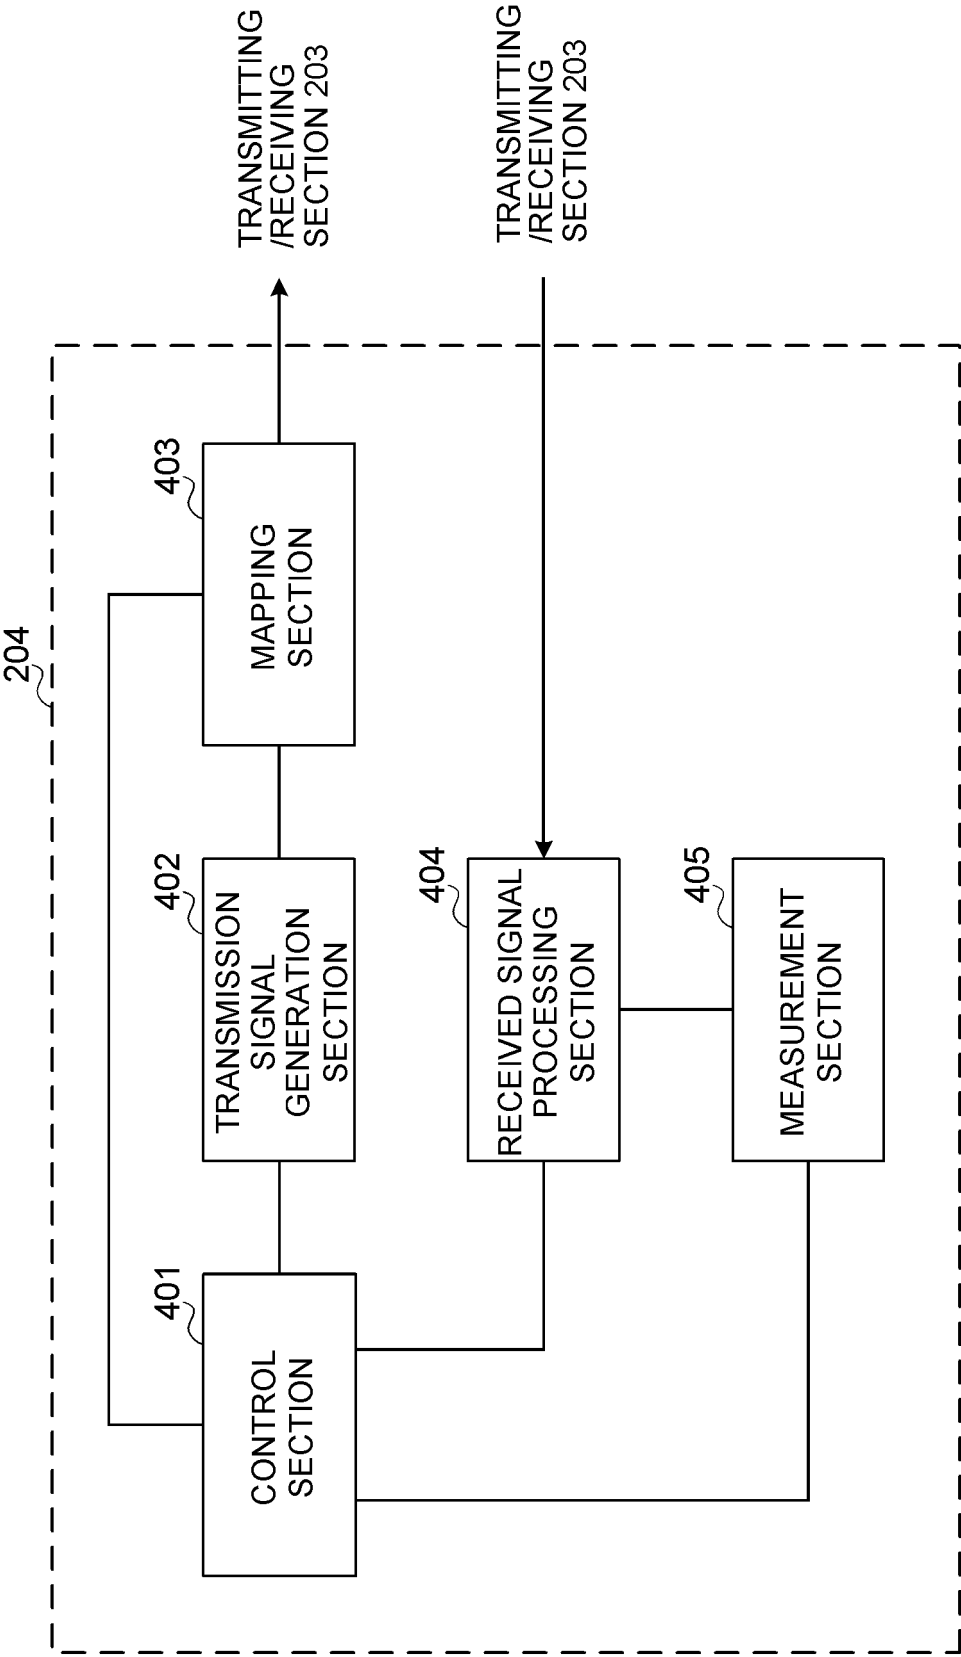 204
401
CONTROL
SECTION
402
TRANSMISSION
SIGNAL
GENERATION
SECTION
403
MAPPING
SECTION
TRANSMITTING
/RECEIVING
SECTION 203
404
RECEIVED SIGNAL
PROCESSING
SECTION
TRANSMITTING
/RECEIVING
SECTION 203
405
MEASUREMENT
SECTION